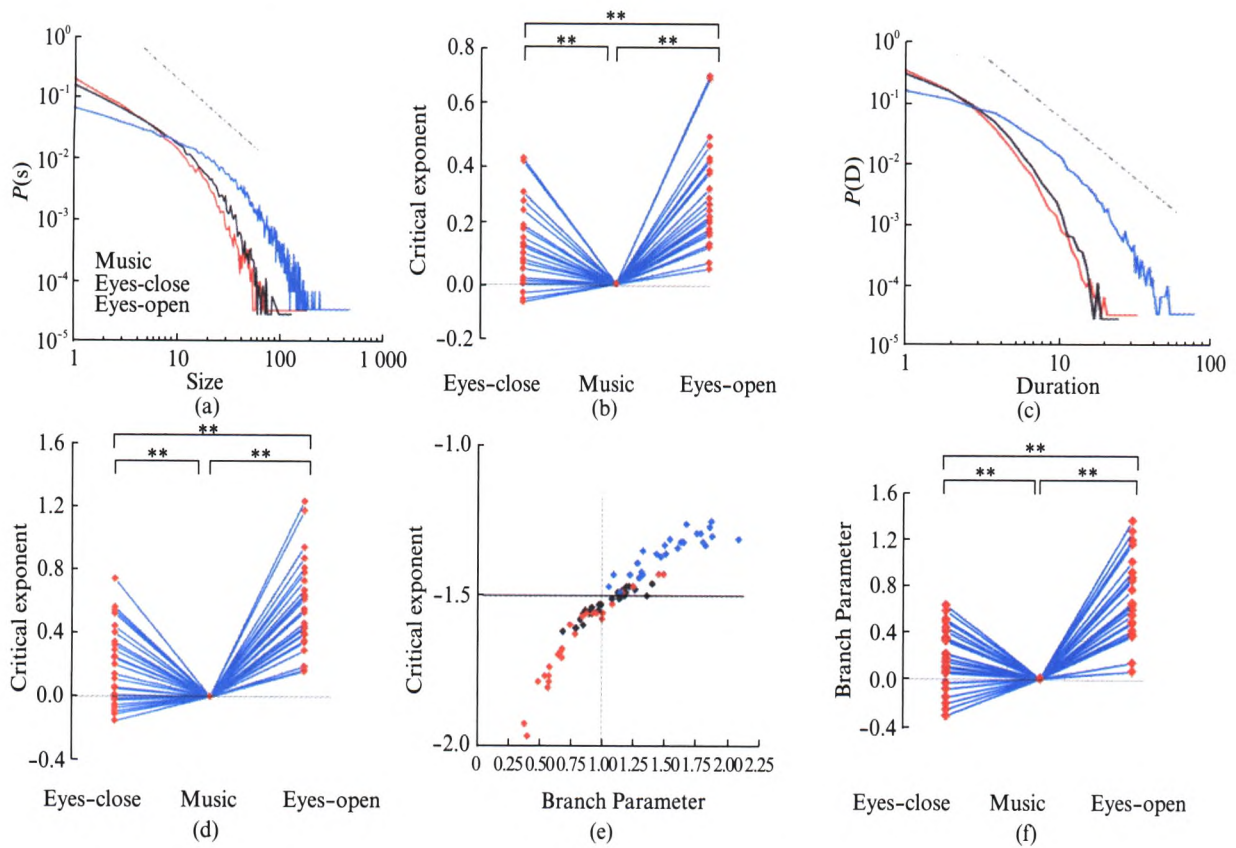 10^0
10^-1
10^-2
10^-3
10^-4
10^-5
P(s)
Music
Eyes-close
Eyes-open
1 10 100 1 000
Size
(a)
** 
** **
0.8
0.6
0.4
0.2
0.0
-0.2
Critical exponent
Eyes-close Music Eyes-open
(b)
10^0
10^-1
10^-2
10^-3
10^-4
10^-5
P(D)
1 10 100
Duration
(c)
**
** **
1.6
1.2
0.8
0.4
0.0
-0.4
Critical exponent
Eyes-close Music Eyes-open
(d)
-1.0
-1.5
-2.0
Critical exponent
0 0.25 0.50 0.75 1.00 1.25 1.50 1.75 2.00 2.25
Branch Parameter
(e)
**
** **
1.6
1.2
0.8
0.4
0.0
-0.4
Branch Parameter
Eyes-close Music Eyes-open
(f)